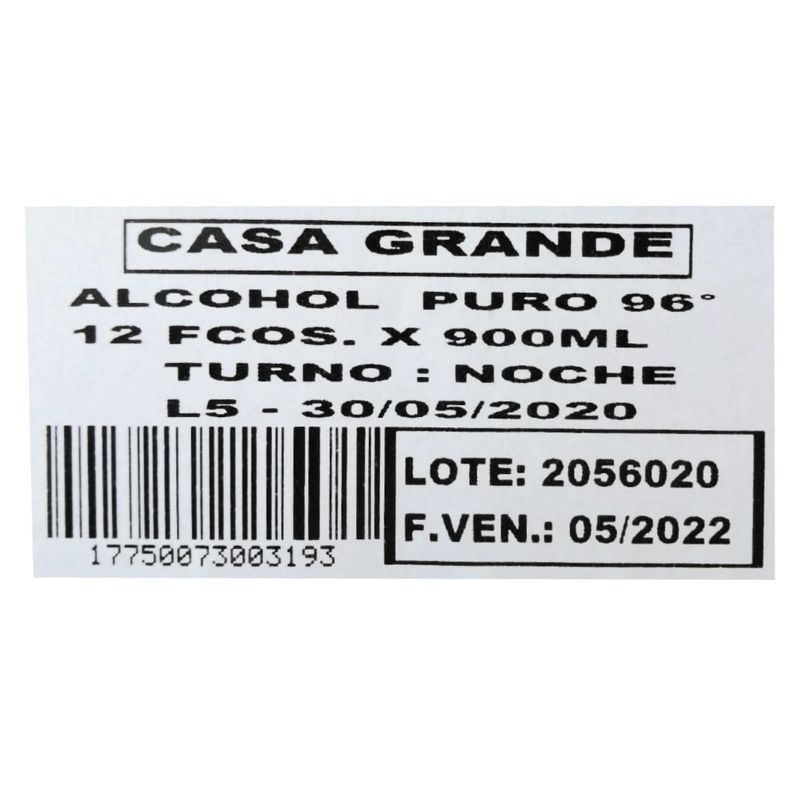 CASA GRANDE
ALCOHOL PURO 96°
12 FCOS. X 900ML
TURNO : NOCHE
L5 - 30/05/2020
LOTE: 2056020
F.VEN.: 05/2022
17750073003193